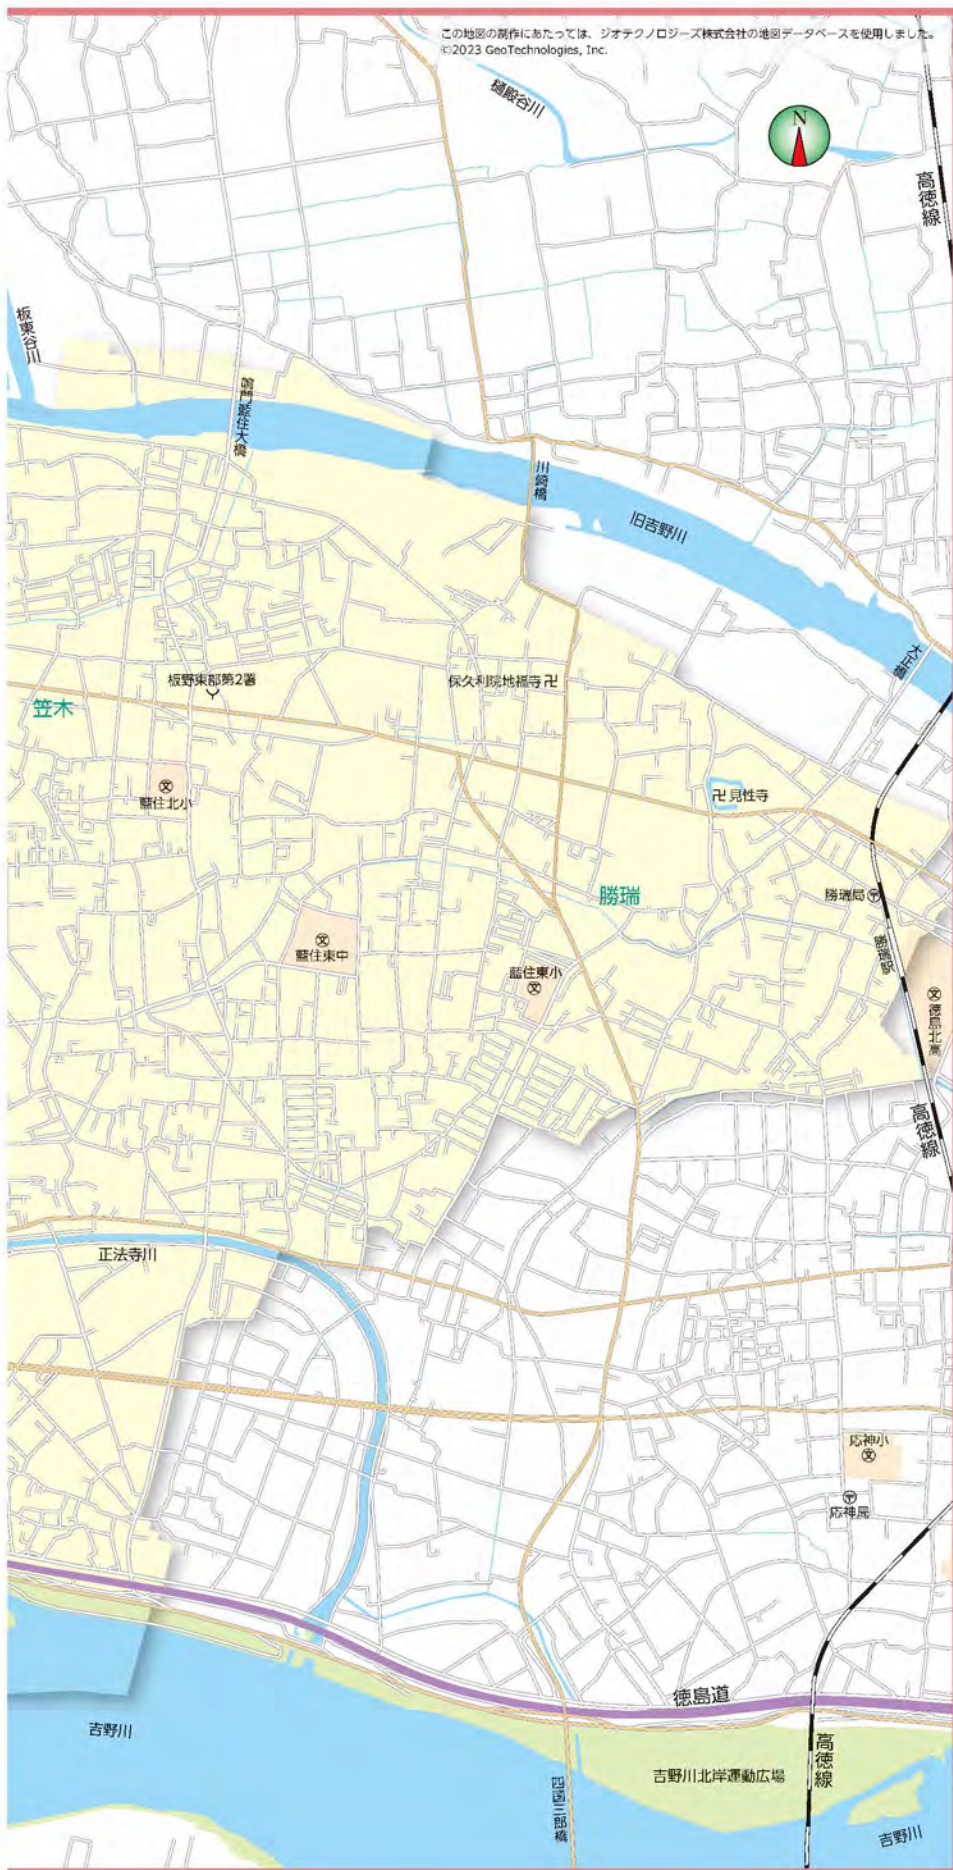 この地図の制作にあたっては、ジオテクノロジーズ株式会社の地図データベースを使用しました。
©2023 GeoTechnologies, Inc.
樋殿谷川
N
高徳線
板東谷川
鳴門藍住大橋
川崎橋
旧吉野川
大正橋
板野東部第2署
保久利院地福寺卍
笠木
文
藍住北小
卍見性寺
勝瑞
勝瑞局〒
勝瑞駅
文
藍住東中
藍住東小
文
文
徳島北高
高徳線
正法寺川
応神小
文
〒
応神局
徳島道
高徳線
吉野川
吉野川北岸運動広場
四国三郎橋
吉野川